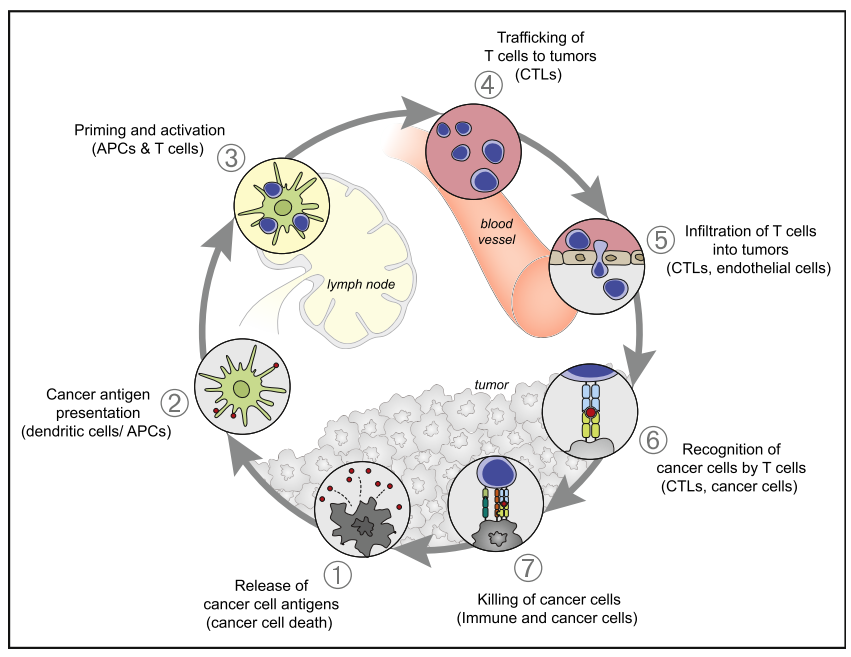 Trafficking of
T cells to tumors
(CTLs)
4
Priming and activation
(APCs & T cells)
3
blood
vessel
5
Infiltration of T cells
into tumors
(CTLs, endothelial cells)
lymph node
tumor
Cancer antigen
presentation
(dendritic cells/ APCs)
2
6
Recognition of
cancer cells by T cells
(CTLs, cancer cells)
1
Release of
cancer cell antigens
(cancer cell death)
7
Killing of cancer cells
(Immune and cancer cells)